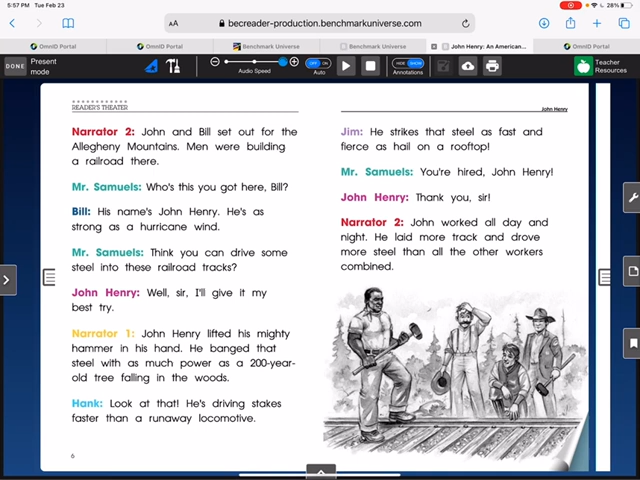 5:57 PM Tue Feb 23
28%
AA
becreader-production.benchmarkuniverse.com
OmniID Portal
OmniID Portal
Benchmark Universe
Benchmark Universe
John Henry: An American...
OmniID Portal
DONE
Present mode
Audio Speed
ON OFF
Auto
HIDE SHOW
Annotations
Teacher Resources
READER'S THEATER
John Henry
Narrator 2: John and Bill set out for the
Allegheny Mountains. Men were building
a railroad there.
Mr. Samuels: Who's this you got here, Bill?
Bill: His name's John Henry. He's as
strong as a hurricane wind.
Mr. Samuels: Think you can drive some
steel into these railroad tracks?
John Henry: Well, sir, I'll give it my
best try.
Narrator 1: John Henry lifted his mighty
hammer in his hand. He banged that
steel with as much power as a 200-year-
old tree falling in the woods.
Hank: Look at that! He's driving stakes
faster than a runaway locomotive.
6
Jim: He strikes that steel as fast and
fierce as hail on a rooftop!
Mr. Samuels: You're hired, John Henry!
John Henry: Thank you, sir!
Narrator 2: John worked all day and
night. He laid more track and drove
more steel than all the other workers
combined.